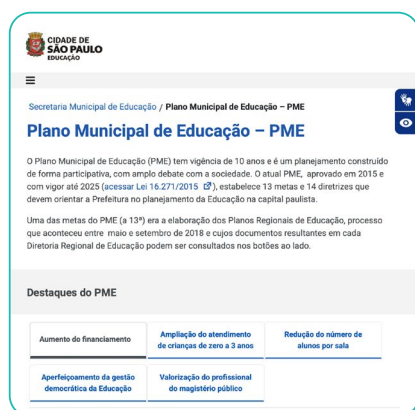 CIDADE DE
SÃO PAULO
EDUCAÇÃO
Secretaria Municipal de Educação / Plano Municipal de Educação – PME
Plano Municipal de Educação – PME
O Plano Municipal de Educação (PME) tem vigência de 10 anos e é um planejamento construído
de forma participativa, com amplo debate com a sociedade. O atual PME, aprovado em 2015 e
com vigor até 2025 (acessar Lei 16.271/2015), estabelece 13 metas e 14 diretrizes que
devem orientar a Prefeitura no planejamento da Educação na capital paulista.
Uma das metas do PME (a 13ª) era a elaboração dos Planos Regionais de Educação, processo
que aconteceu entre maio e setembro de 2018 e cujos documentos resultantes em cada
Diretoria Regional de Educação podem ser consultados nos botões ao lado.
Destaques do PME
Aumento do financiamento
Ampliação do atendimento
de crianças de zero a 3 anos
Redução do número de
alunos por sala
Aperfeiçoamento da gestão
democrática da Educação
Valorização do profissional
do magistério público